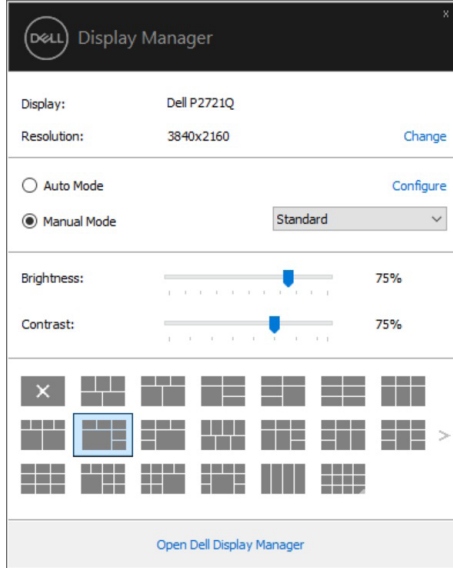 DELL Display Manager
Display: Dell P2721Q
Resolution: 3840x2160 Change
Auto Mode Configure
Manual Mode Standard
Brightness: 75%
Contrast: 75%
Open Dell Display Manager